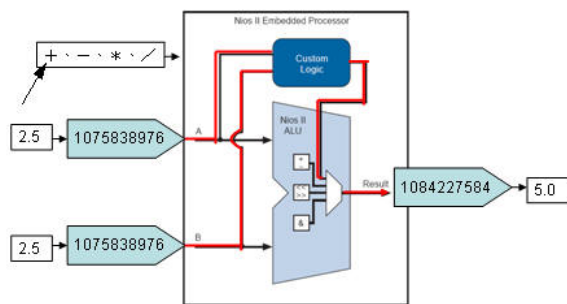 Nios II Embedded Processor
+ - * /
Custom
Logic
A
2.5
1075838976
Nios II
ALU
+
-
<<
>>
&
Result
1084227584
5.0
B
2.5
1075838976